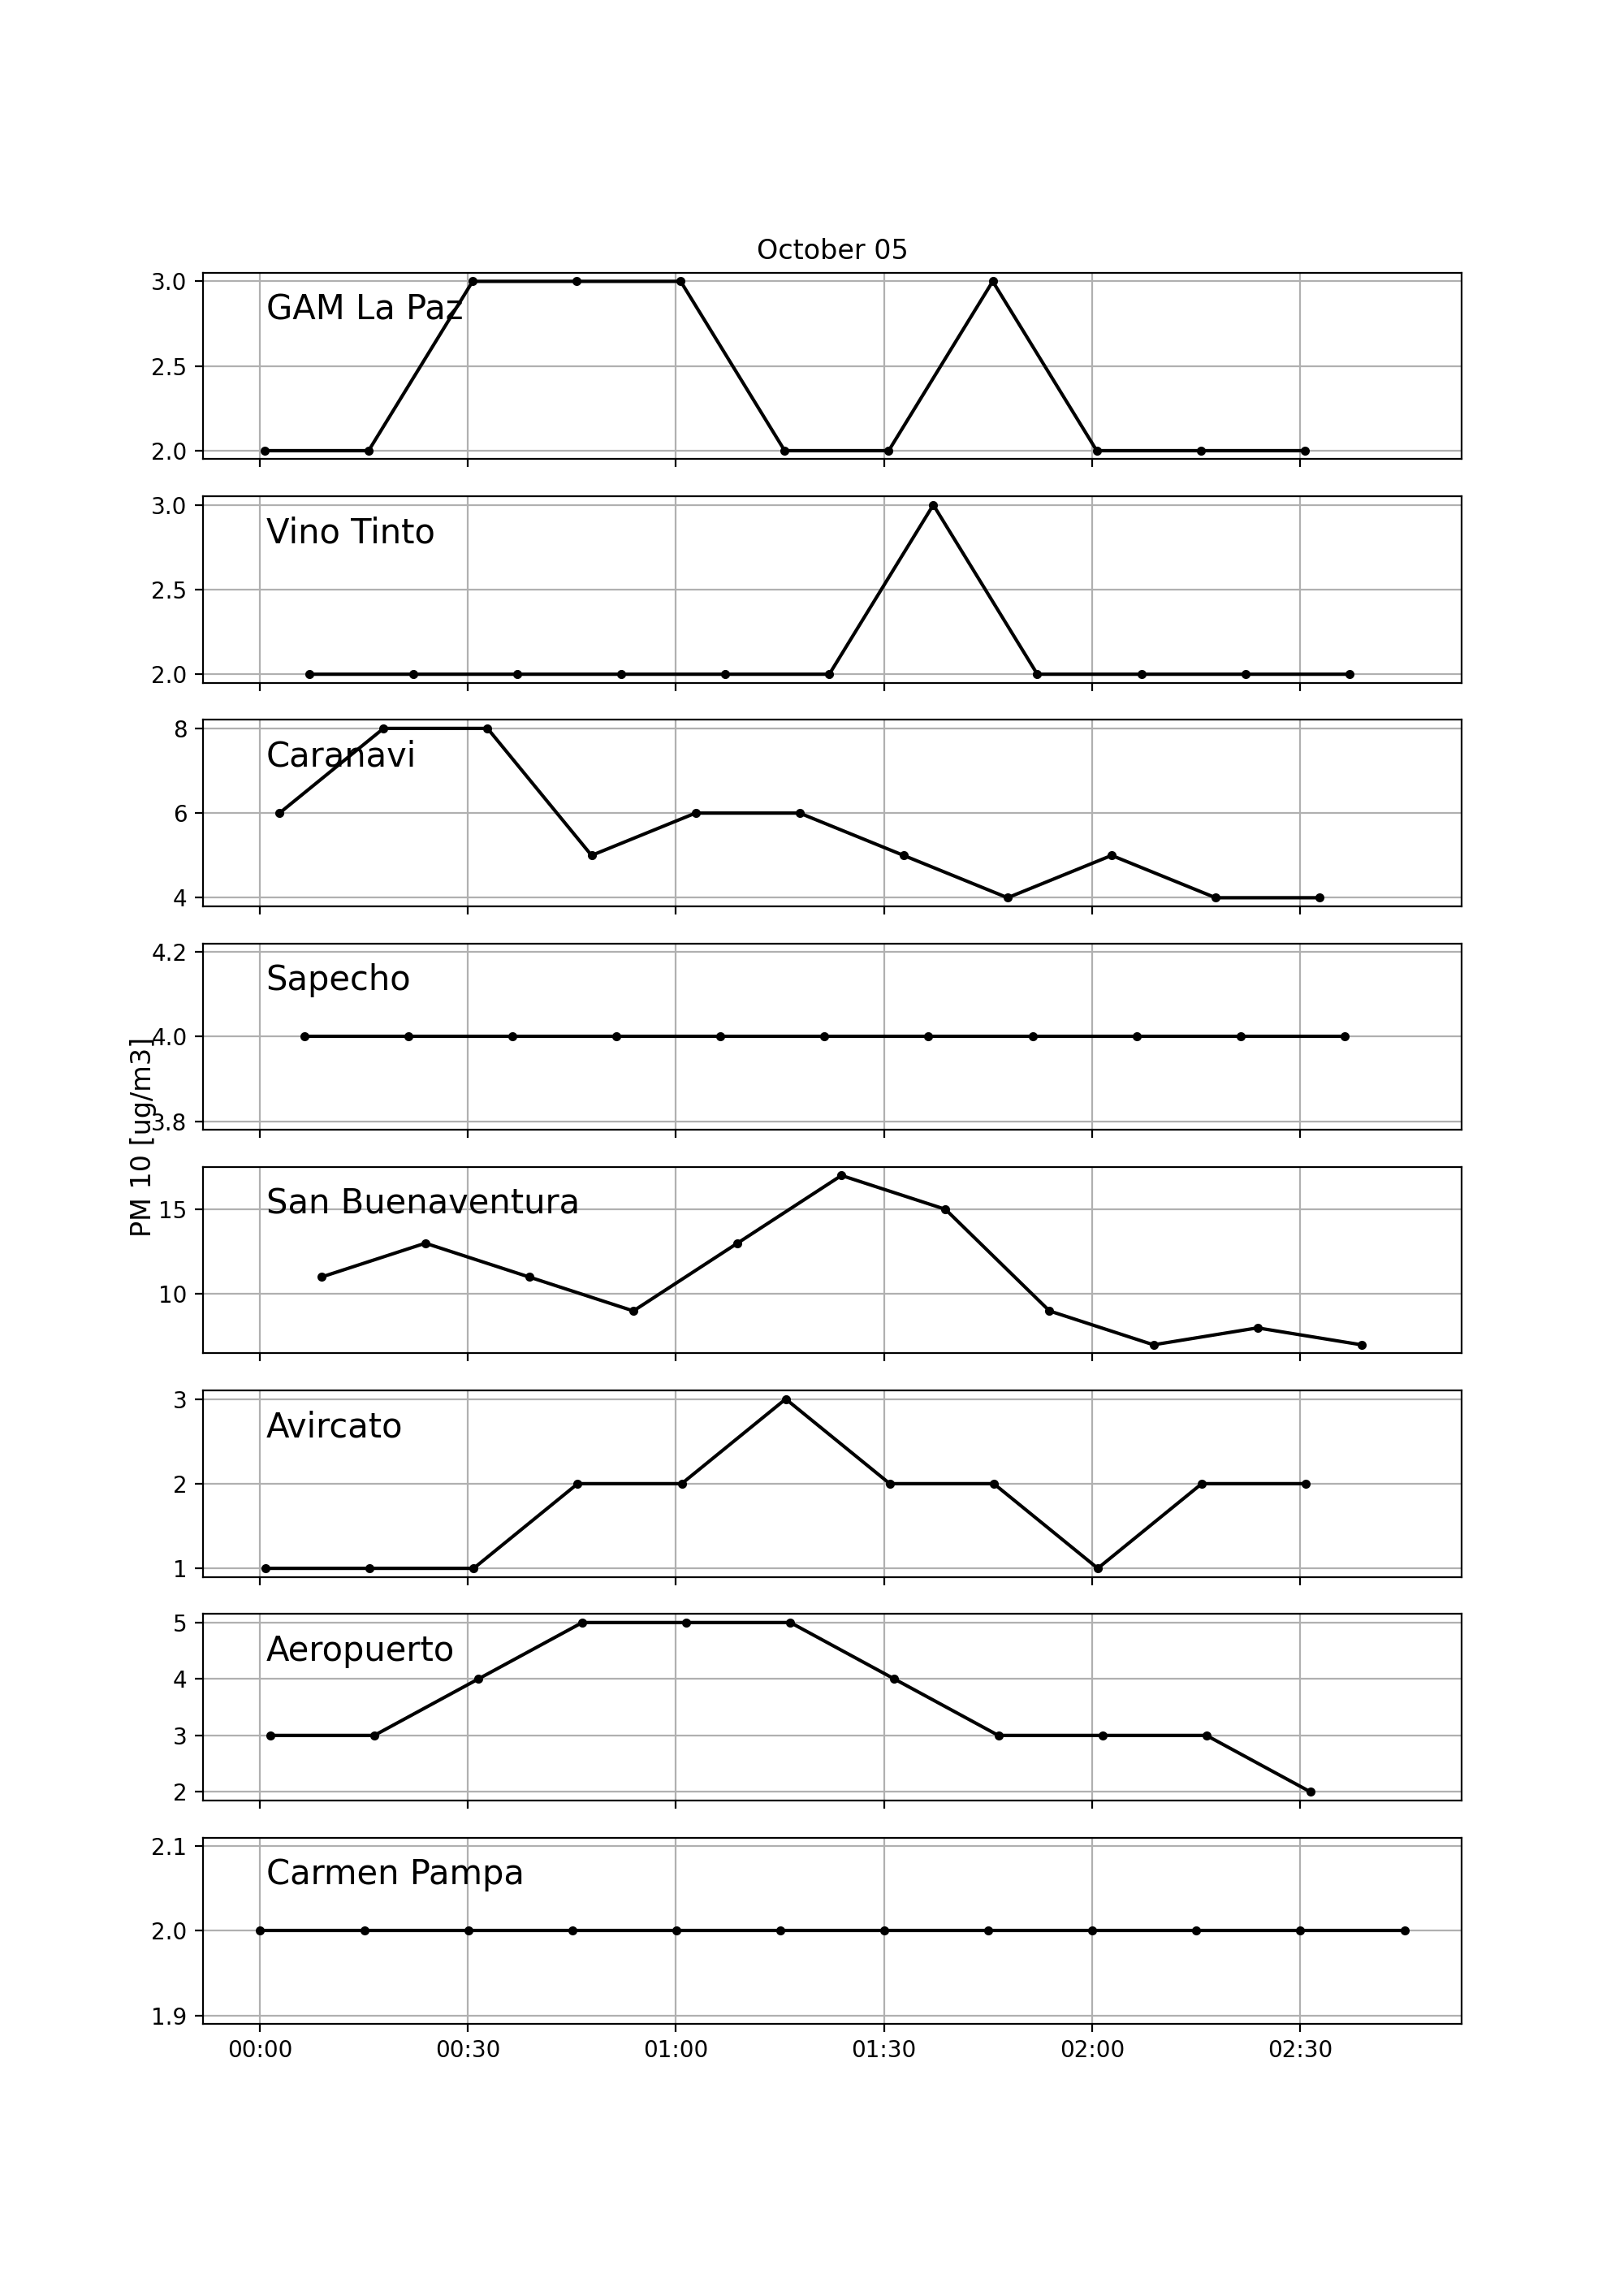 October 05
3.0
GAM La Paz
2.5
2.0
3.0
Vino Tinto
2.5
2.0
8
Caranavi
6
4
4.2
Sapecho
4.0
3.8
PM 10 [ug/m3]
San Buenaventura
15
10
3
Avircato
2
1
5
Aeropuerto
4
3
2
2.1
Carmen Pampa
2.0
1.9
00:00 00:30 01:00 01:30 02:00 02:30